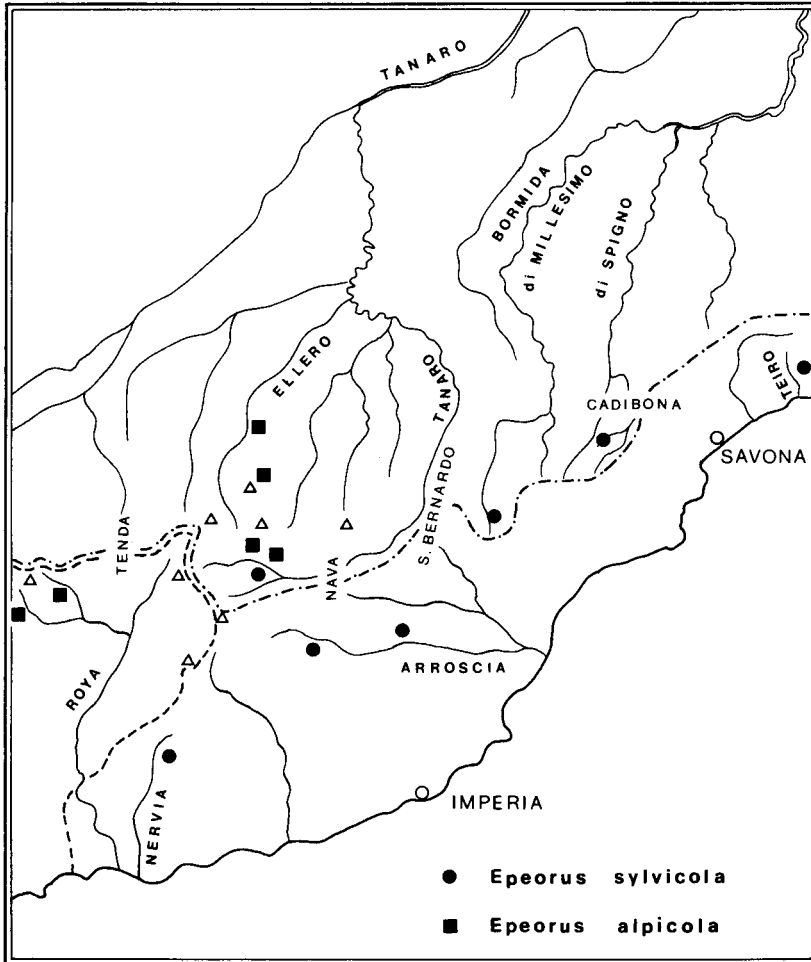 TANARO
BORMIDA
di MILLESIMO
di SPIGNO
ELLERO
TANARO
TEIRO
CADIBONA
SAVONA
S. BERNARDO
TENDA
NAVA
ROYA
ARROSCIA
NERVIA
IMPERIA
Epeorus sylvicola
Epeorus alpicola